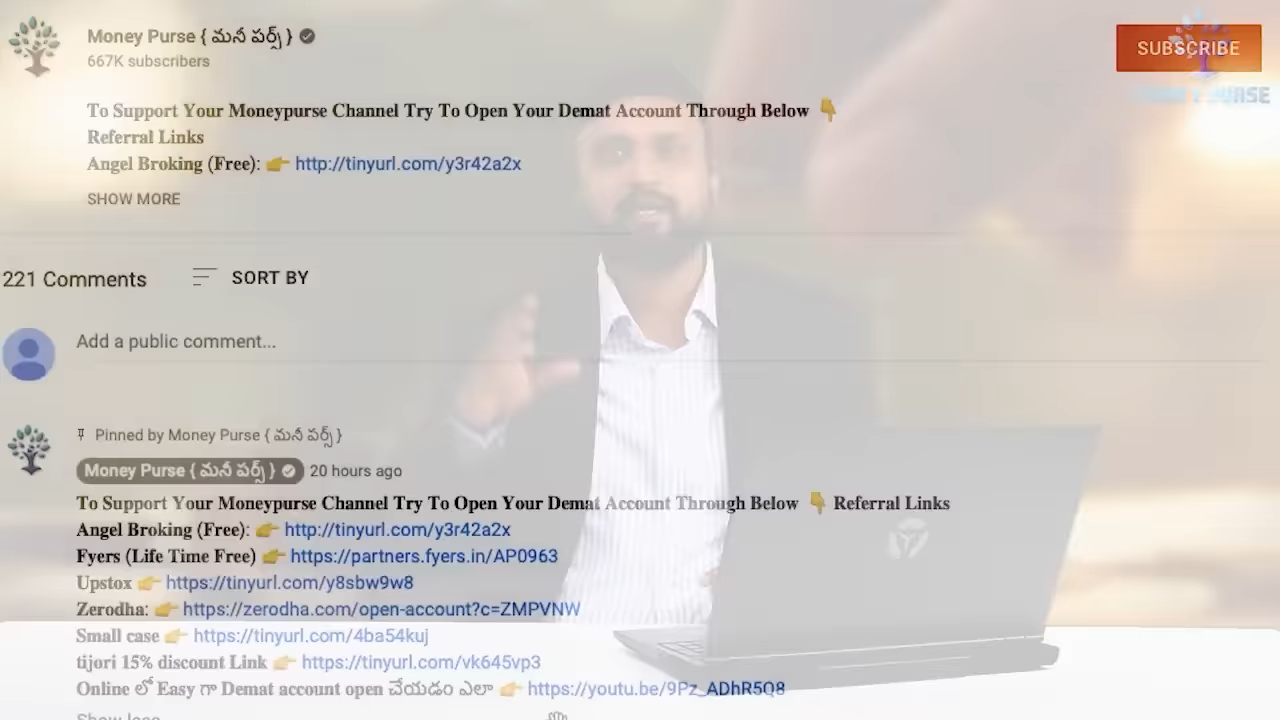 Money Purse { మనీ పర్స్ }
667K subscribers
SUBSCRIBE
To Support Your Moneypurse Channel Try To Open Your Demat Account Through Below 👇
Referral Links
Angel Broking (Free): 👉 http://tinyurl.com/y3r42a2x
SHOW MORE
221 Comments
SORT BY
Add a public comment...
Pinned by Money Purse { మనీ పర్స్ }
Money Purse { మనీ పర్స్ } 20 hours ago
To Support Your Moneypurse Channel Try To Open Your Demat Account Through Below 👇 Referral Links
Angel Broking (Free): 👉 http://tinyurl.com/y3r42a2x
Fyers (Life Time Free) 👉 https://partners.fyers.in/AP0963
Upstox 👉 https://tinyurl.com/y8sbw9w8
Zerodha: 👉 https://zerodha.com/open-account?c=ZMPVNW
Small case 👉 https://tinyurl.com/4ba54kuj
tijori 15% discount Link 👉 https://tinyurl.com/vk645vp3
Online లో Easy గా Demat account open చేయడం ఎలా 👉 https://youtu.be/9Pz_ADhR5Q8
Show less